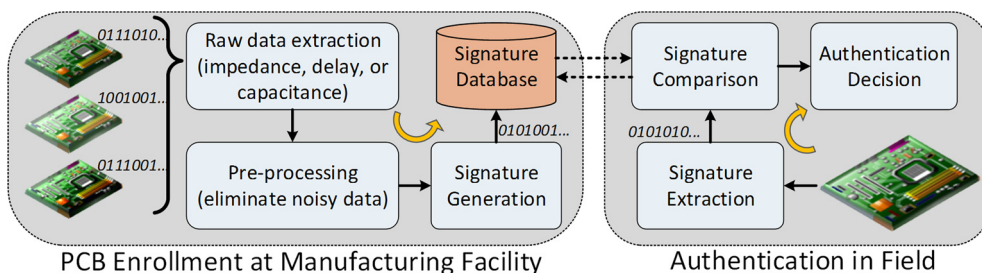 0111010...
1001001...
0111001...
Raw data extraction
(impedance, delay, or
capacitance)
Pre-processing
(eliminate noisy data)
Signature
Database
0101001...
Signature
Generation
PCB Enrollment at Manufacturing Facility
Signature
Comparison
Authentication
Decision
0101010...
Signature
Extraction
Authentication in Field